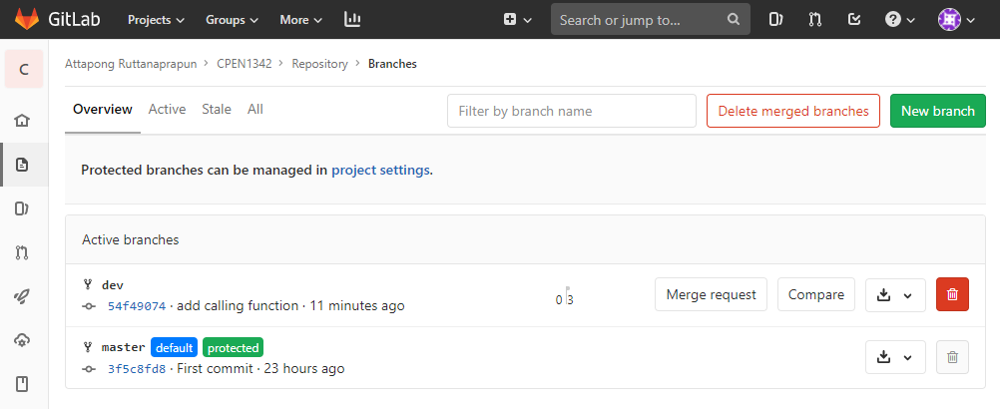 GitLab Projects Groups More Search or jump to...
C Attapong Ruttanaprapun > CPEN1342 > Repository > Branches
Overview Active Stale All Filter by branch name Delete merged branches New branch
Protected branches can be managed in project settings.
Active branches
dev
54f49074 · add calling function · 11 minutes ago 0 3 Merge request Compare
master default protected
3f5c8fd8 · First commit · 23 hours ago